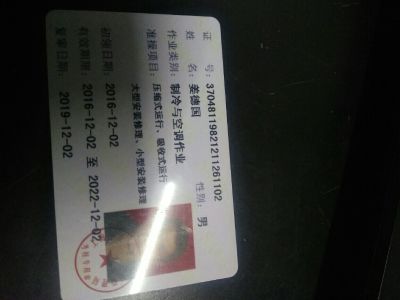 证 号:37048119821211261102
姓 名:姜德国 性别:男
作业类别:制冷与空调作业
准操项目:压缩式运行、吸收式运行
大型安装修理、小型安装修理
初领日期:2016-12-02
有效期限:2016-12-02 至 2022-12-02
复审日期:2019-12-02